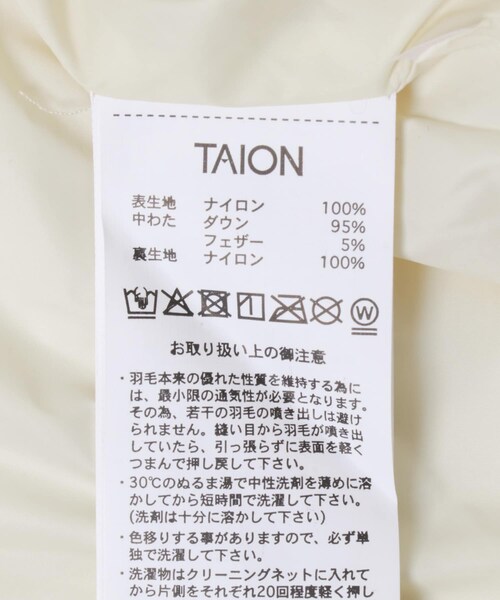 TAION
表生地 ナイロン 100%
中わた ダウン 95%
フェザー 5%
裏生地 ナイロン 100%
W
お取り扱い上の御注意
・羽毛本来の優れた性質を維持する為に
は、最小限の通気性が必要となります。
その為、若干の羽毛の噴き出しは避け
られません。縫い目から羽毛が噴き出
していたら、引っ張らずに表面を軽く
つまんで押し戻して下さい。
・30℃のぬるま湯で中性洗剤を薄めに溶
かしてから短時間で洗濯して下さい。
(洗剤は十分に溶かして下さい)
・色移りする事がありますので、必ず単
独で洗濯して下さい。
・洗濯物はクリーニングネットに入れて
から片側をそれぞれ20回程度軽く押し